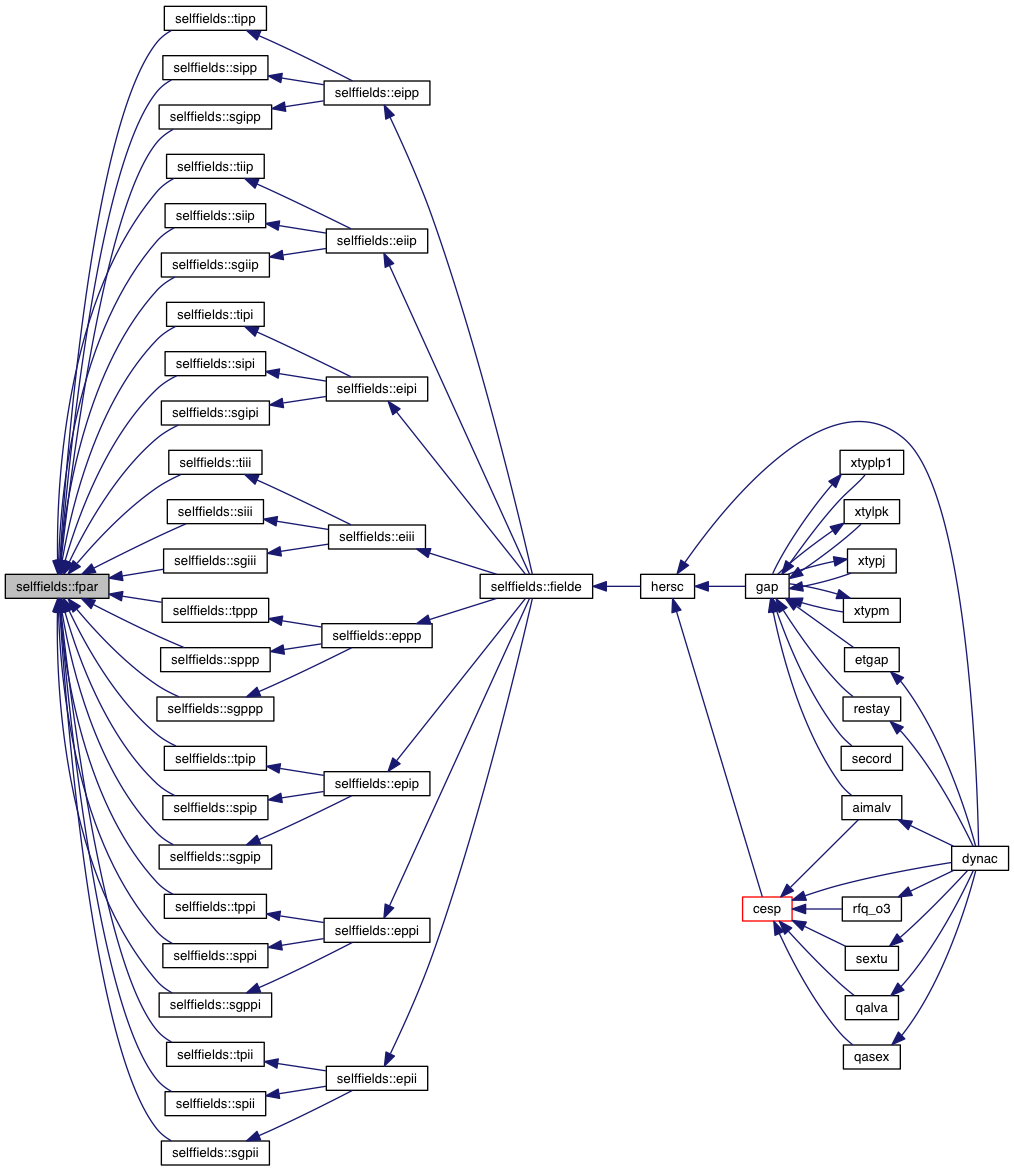 selffields::tipp
selffields::sipp
selffields::eipp
selffields::sgipp
selffields::tiip
selffields::siip
selffields::eiip
selffields::sgiip
selffields::tipi
selffields::sipi
selffields::eipi
selffields::sgipi
selffields::tiii
selffields::siii
selffields::eiii
selffields::sgiii
selffields::fpar
selffields::tppp
selffields::eppp
selffields::sppp
selffields::sgppp
selffields::tpip
selffields::epip
selffields::spip
selffields::sgpip
selffields::tppi
selffields::eppi
selffields::sppi
selffields::sgppi
selffields::tpii
selffields::epii
selffields::spii
selffields::sgpii
selffields::fielde
hersc
gap
cesp
xtyplp1
xtylpk
xtypj
xtypm
etgap
restay
secord
aimalv
rfq_o3
sextu
qalva
qasex
dynac